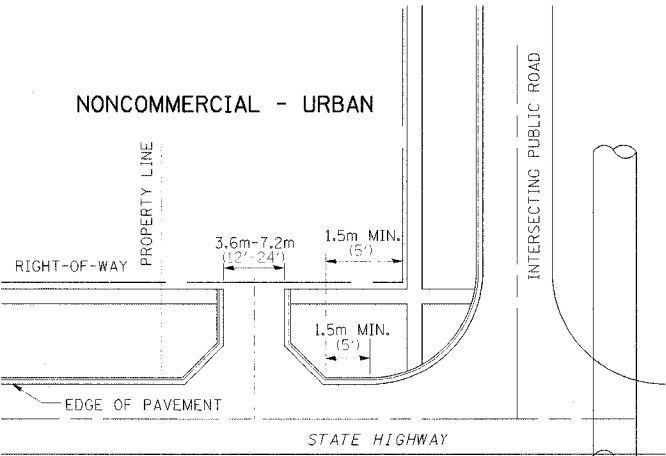 NONCOMMERCIAL - URBAN
PROPERTY LINE
INTERSECTING PUBLIC ROAD
3.6m-7.2m
(12'-24')
1.5m MIN.
(5')
RIGHT-OF-WAY
1.5m MIN.
(5')
EDGE OF PAVEMENT
STATE HIGHWAY